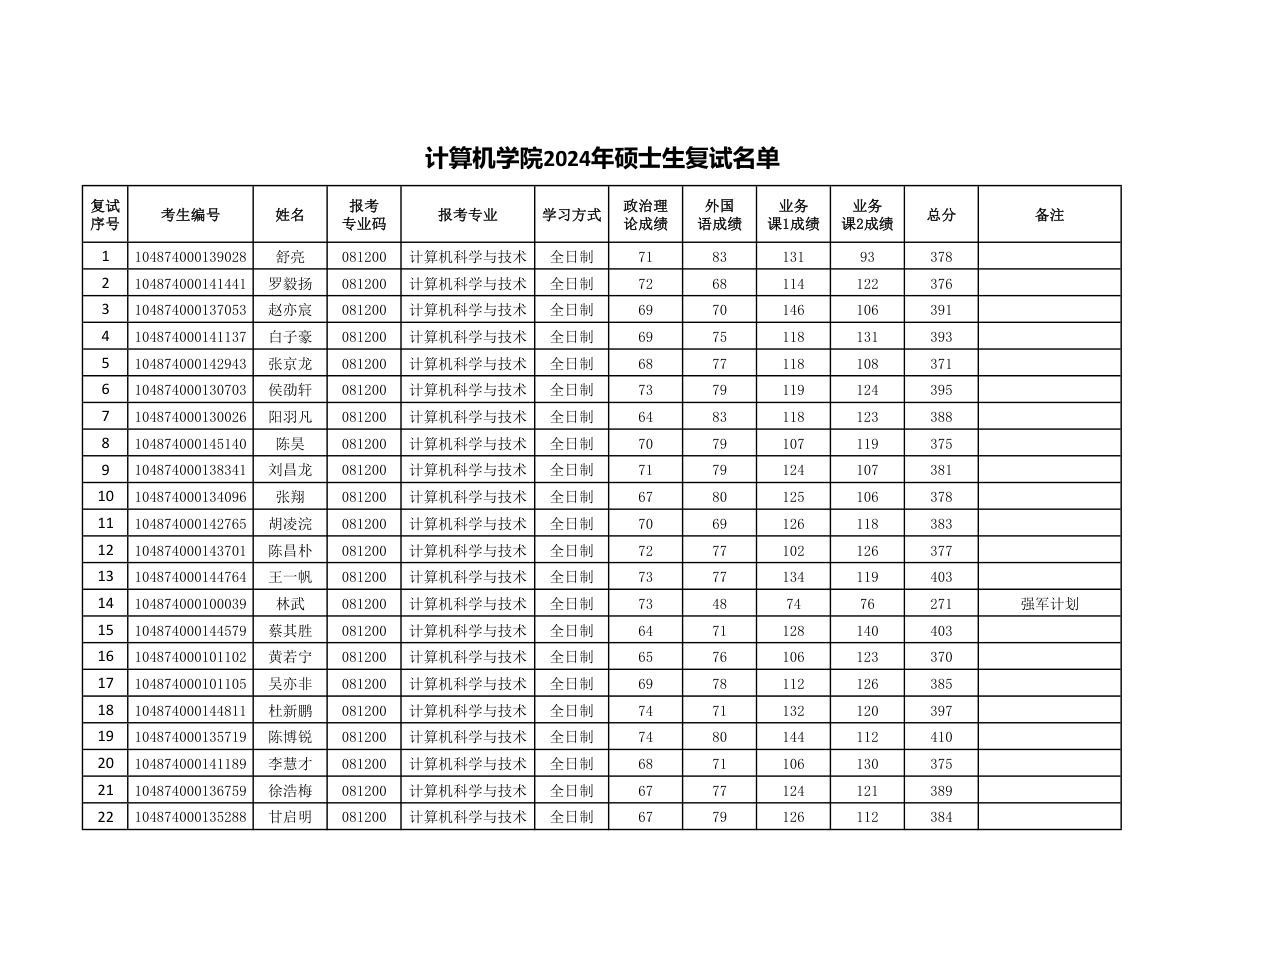 计算机学院2024年硕士生复试名单
复试序号 考生编号 姓名 报考专业码 报考专业 学习方式 政治理论成绩 外国语成绩 业务课1成绩 业务课2成绩 总分 备注
1 104874000139028 舒亮 081200 计算机科学与技术 全日制 71 83 131 93 378
2 104874000141441 罗毅扬 081200 计算机科学与技术 全日制 72 68 114 122 376
3 104874000137053 赵亦宸 081200 计算机科学与技术 全日制 69 70 146 106 391
4 104874000141137 白子豪 081200 计算机科学与技术 全日制 69 75 118 131 393
5 104874000142943 张京龙 081200 计算机科学与技术 全日制 68 77 118 108 371
6 104874000130703 侯劭轩 081200 计算机科学与技术 全日制 73 79 119 124 395
7 104874000130026 阳羽凡 081200 计算机科学与技术 全日制 64 83 118 123 388
8 104874000145140 陈昊 081200 计算机科学与技术 全日制 70 79 107 119 375
9 104874000138341 刘昌龙 081200 计算机科学与技术 全日制 71 79 124 107 381
10 104874000134096 张翔 081200 计算机科学与技术 全日制 67 80 125 106 378
11 104874000142765 胡凌浣 081200 计算机科学与技术 全日制 70 69 126 118 383
12 104874000143701 陈昌朴 081200 计算机科学与技术 全日制 72 77 102 126 377
13 104874000144764 王一帆 081200 计算机科学与技术 全日制 73 77 134 119 403
14 104874000100039 林武 081200 计算机科学与技术 全日制 73 48 74 76 271 强军计划
15 104874000144579 蔡其胜 081200 计算机科学与技术 全日制 64 71 128 140 403
16 104874000101102 黄若宁 081200 计算机科学与技术 全日制 65 76 106 123 370
17 104874000101105 吴亦非 081200 计算机科学与技术 全日制 69 78 112 126 385
18 104874000144811 杜新鹏 081200 计算机科学与技术 全日制 74 71 132 120 397
19 104874000135719 陈博锐 081200 计算机科学与技术 全日制 74 80 144 112 410
20 104874000141189 李慧才 081200 计算机科学与技术 全日制 68 71 106 130 375
21 104874000136759 徐浩梅 081200 计算机科学与技术 全日制 67 77 124 121 389
22 104874000135288 甘启明 081200 计算机科学与技术 全日制 67 79 126 112 384